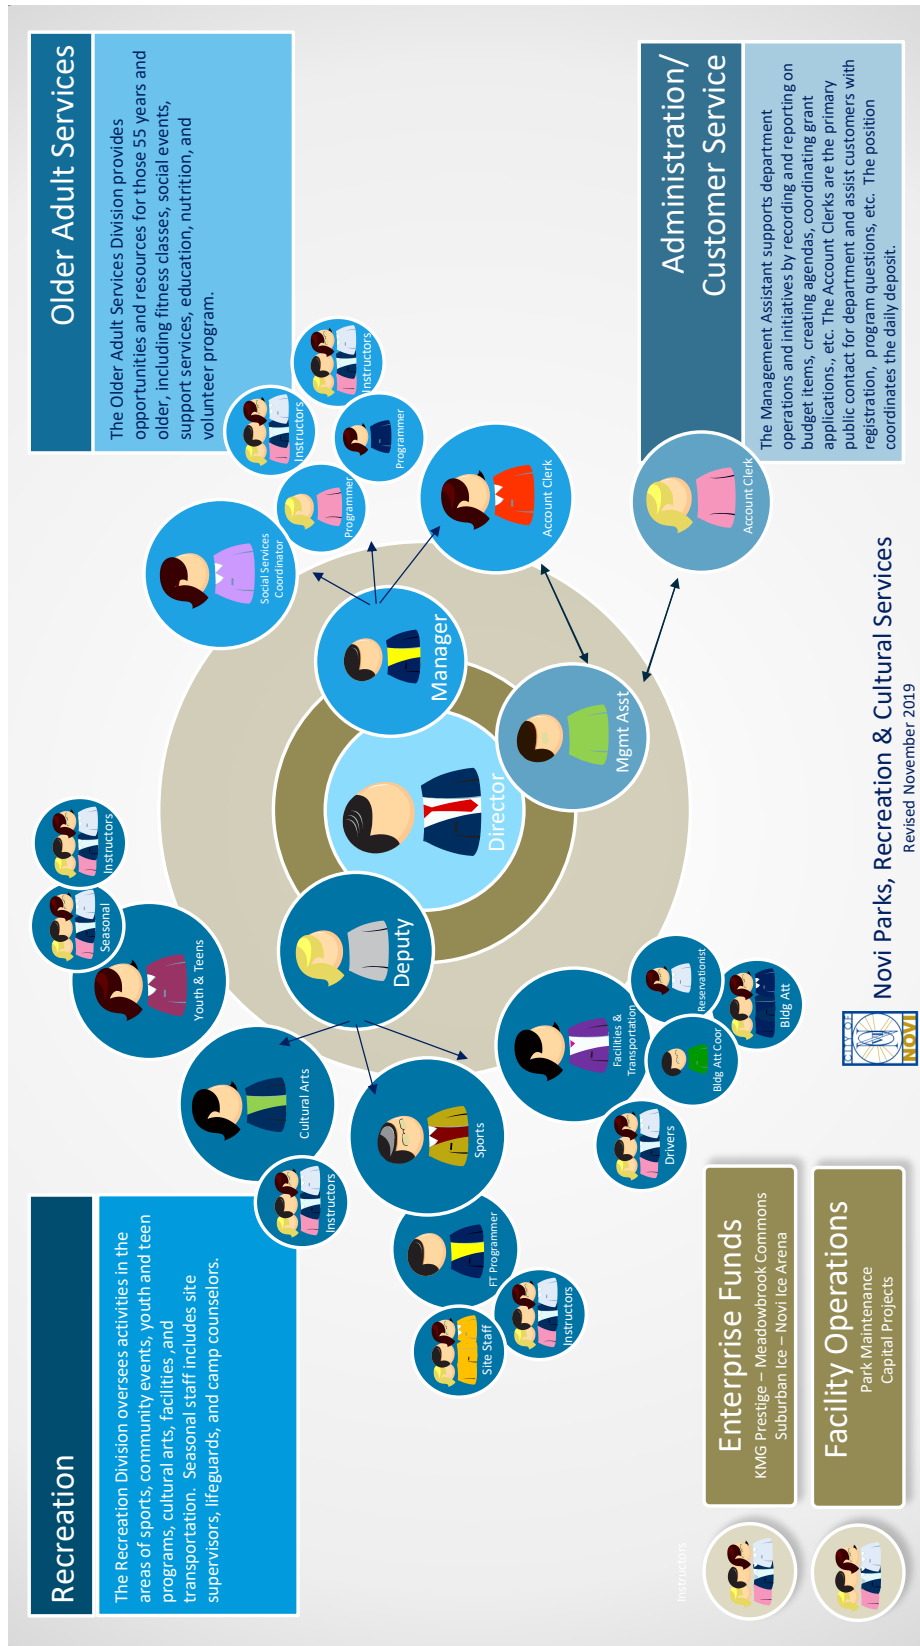 Recreation
The Recreation Division oversees activities in the
areas of sports, community events, youth and teen
programs, cultural arts, facilities ,and
transportation.  Seasonal staff includes site
supervisors, lifeguards, and camp counselors.
Older Adult Services
The Older Adult Services Division provides
opportunities and resources for those 55 years and
older, including fitness classes, social events,
support services, education, nutrition, and
volunteer program.
Seasonal
Instructors
Youth & Teens
Cultural Arts
Instructors
Social Services
Coordinator
Instructors
Programmer
Instructors
Programmer
Deputy
Manager
Director
Sports
FT Programmer
Site Staff
Instructors
Account Clerk
Mgmt Asst
Facilities &
Transportation
Reservationist
Bldg Att Coor
Drivers
Bldg Att
Account Clerk
Administration/
Customer Service
The Management Assistant supports department
operations and initiatives by recording and reporting on
budget items, creating agendas, coordinating grant
applications., etc. The Account Clerks are the primary
public contact for department and assist customers with
registration,  program questions, etc.  The position
coordinates the daily deposit.
Instructors
Enterprise Funds
KMG Prestige – Meadowbrook Commons
Suburban Ice – Novi Ice Arena
Facility Operations
Park Maintenance
Capital Projects
CITY OF
NOVI
Novi Parks, Recreation & Cultural Services
Revised November 2019